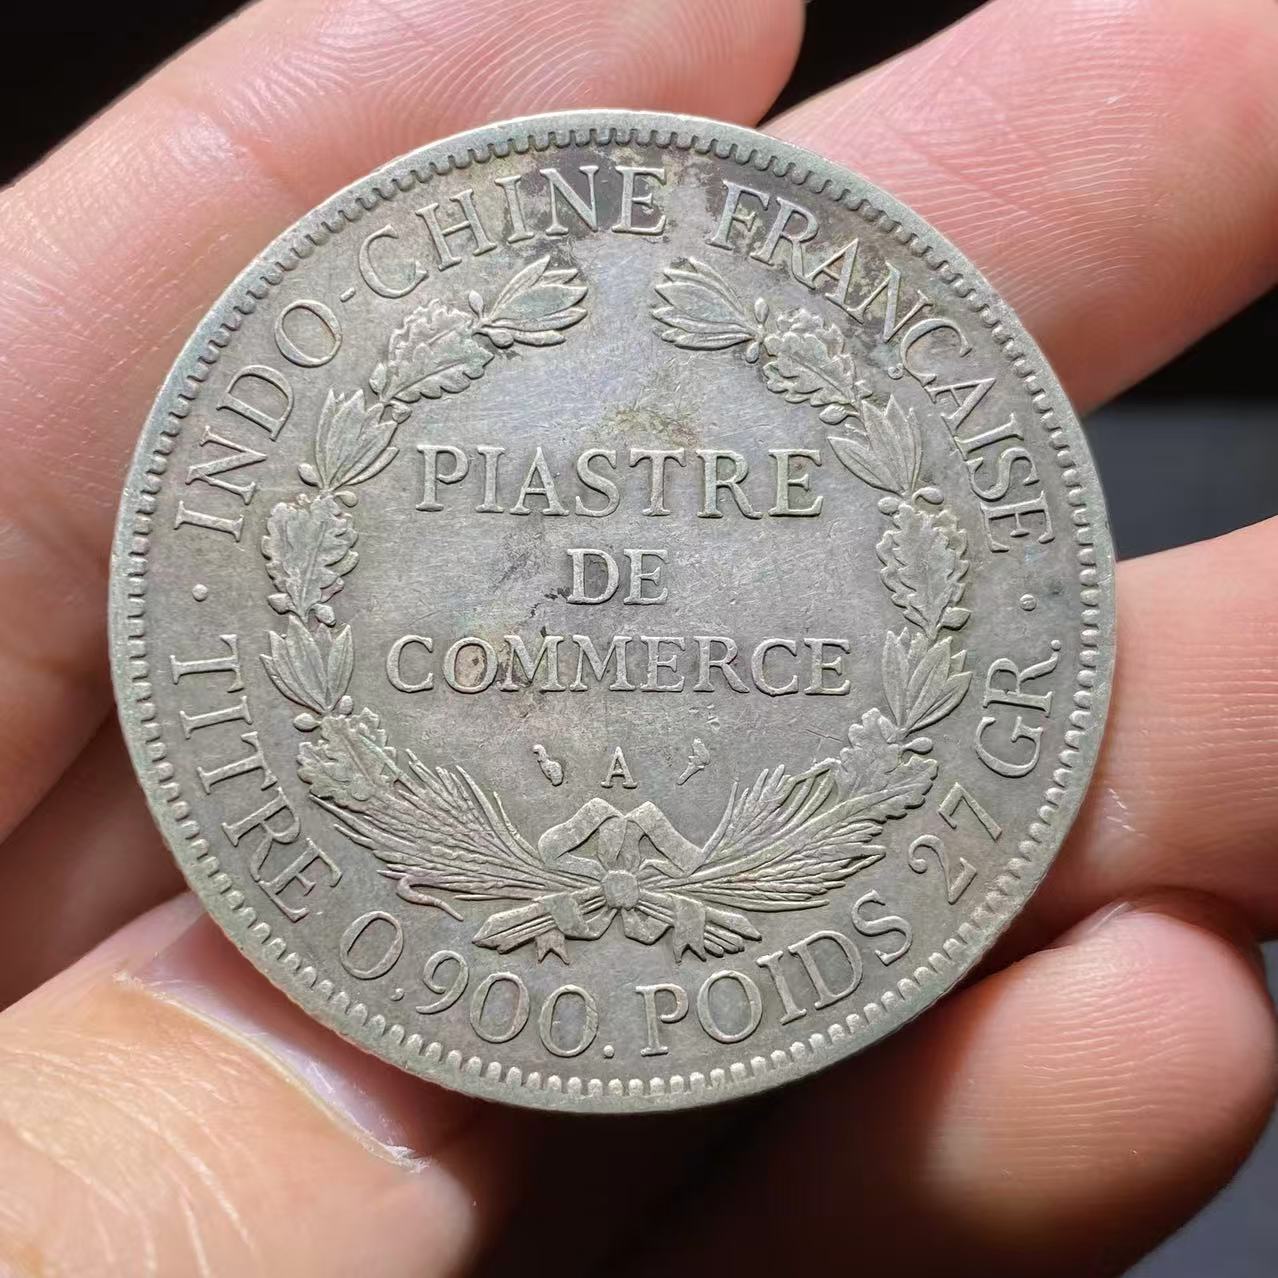 INDO-CHINE FRANÇAISE
PIASTRE
DE
COMMERCE
A
· TITRE 0,900. POIDS 27 GR. ·